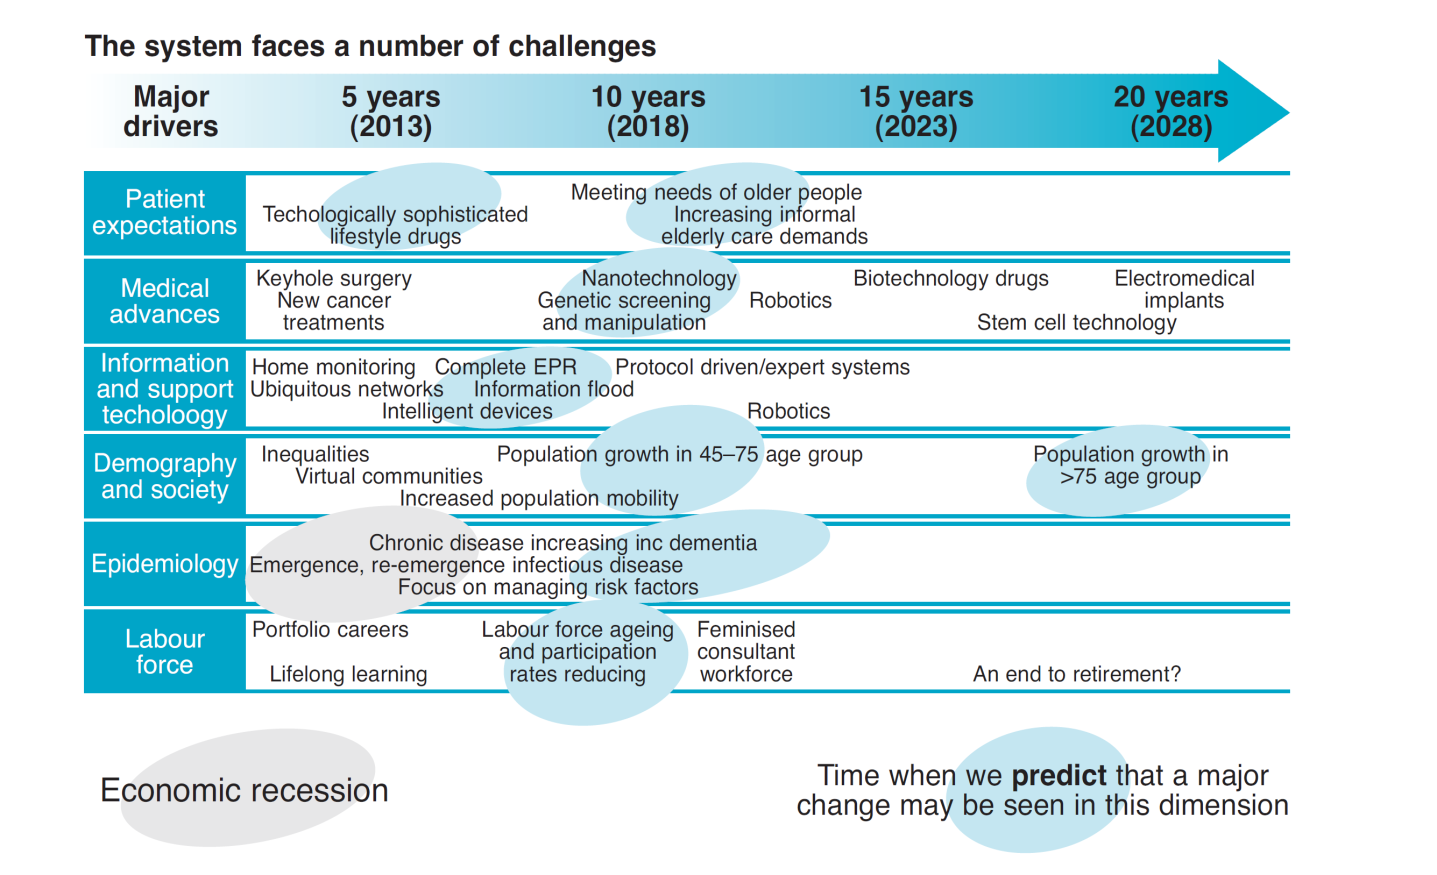 The system faces a number of challenges
Major
drivers
5 years
(2013)
10 years
(2018)
15 years
(2023)
20 years
(2028)
Patient
expectations
Techologically sophisticated
lifestyle drugs
Meeting needs of older people
Increasing informal
elderly care demands
Medical
advances
Keyhole surgery
New cancer
treatments
Nanotechnology
Genetic screening
and manipulation
Robotics
Biotechnology drugs
Stem cell technology
Electromedical
implants
Information
and support
techoloogy
Home monitoring
Ubiquitous networks
Complete EPR
Information flood
Intelligent devices
Protocol driven/expert systems
Robotics
Demography
and society
Inequalities
Virtual communities
Increased population mobility
Population growth in 45–75 age group
Population growth in
>75 age group
Epidemiology
Chronic disease increasing inc dementia
Emergence, re-emergence infectious disease
Focus on managing risk factors
Labour
force
Portfolio careers
Lifelong learning
Labour force ageing
and participation
rates reducing
Feminised
consultant
workforce
An end to retirement?
Economic recession
Time when we predict that a major
change may be seen in this dimension